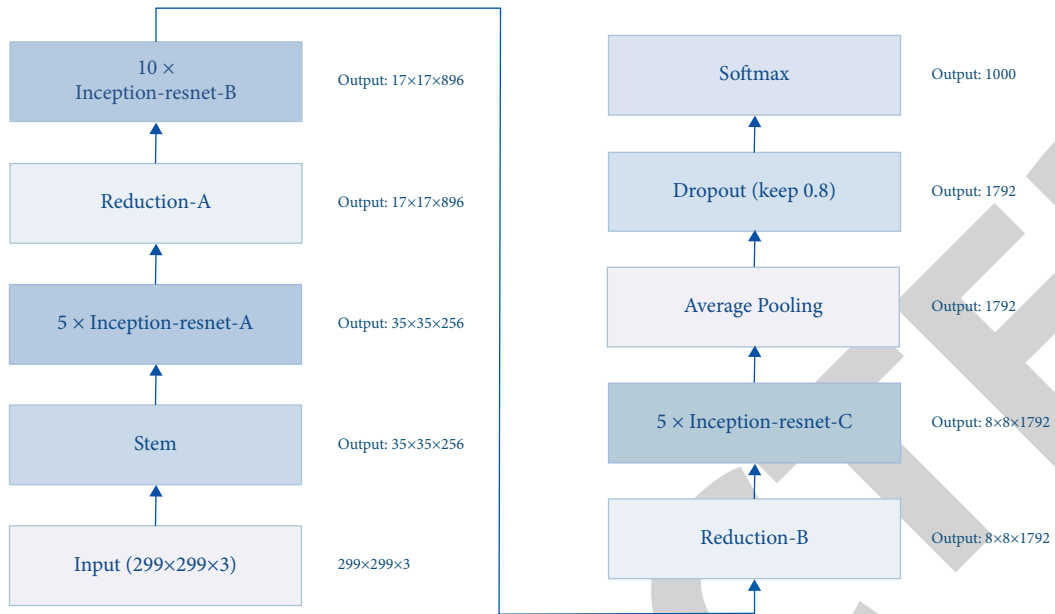 10 ×
Inception-resnet-B
Output: 17×17×896
Reduction-A
Output: 17×17×896
5 × Inception-resnet-A
Output: 35×35×256
Stem
Output: 35×35×256
Input (299×299×3)
299×299×3
Softmax
Output: 1000
Dropout (keep 0.8)
Output: 1792
Average Pooling
Output: 1792
5 × Inception-resnet-C
Output: 8×8×1792
Reduction-B
Output: 8×8×1792